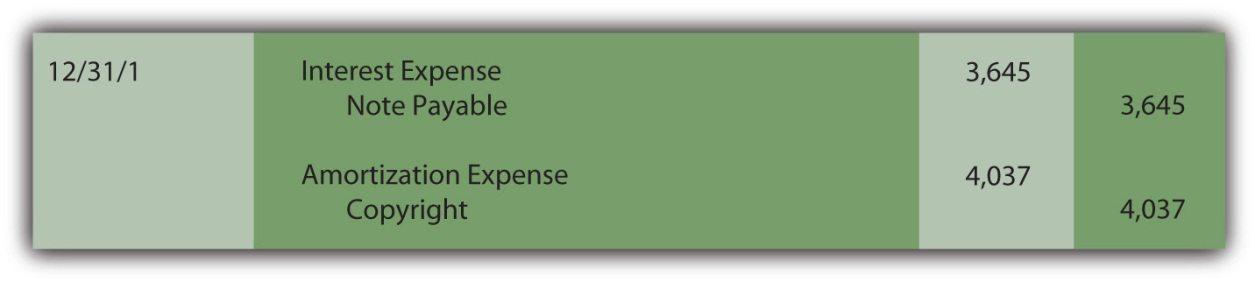 12/31/1 Interest Expense 3,645
Note Payable 3,645
Amortization Expense 4,037
Copyright 4,037